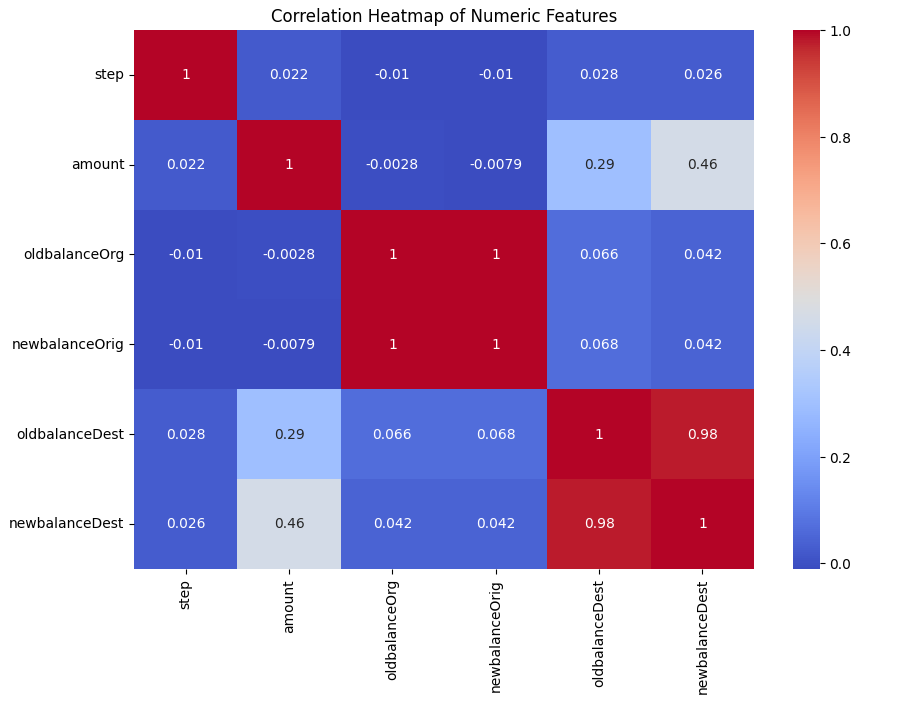 Correlation Heatmap of Numeric Features
step 1 0.022 -0.01 -0.01 0.028 0.026
amount 0.022 1 -0.0028 -0.0079 0.29 0.46
oldbalanceOrg -0.01 -0.0028 1 1 0.066 0.042
newbalanceOrig -0.01 -0.0079 1 1 0.068 0.042
oldbalanceDest 0.028 0.29 0.066 0.068 1 0.98
newbalanceDest 0.026 0.46 0.042 0.042 0.98 1
step
amount
oldbalanceOrg
newbalanceOrig
oldbalanceDest
newbalanceDest
1.0
0.8
0.6
0.4
0.2
0.0